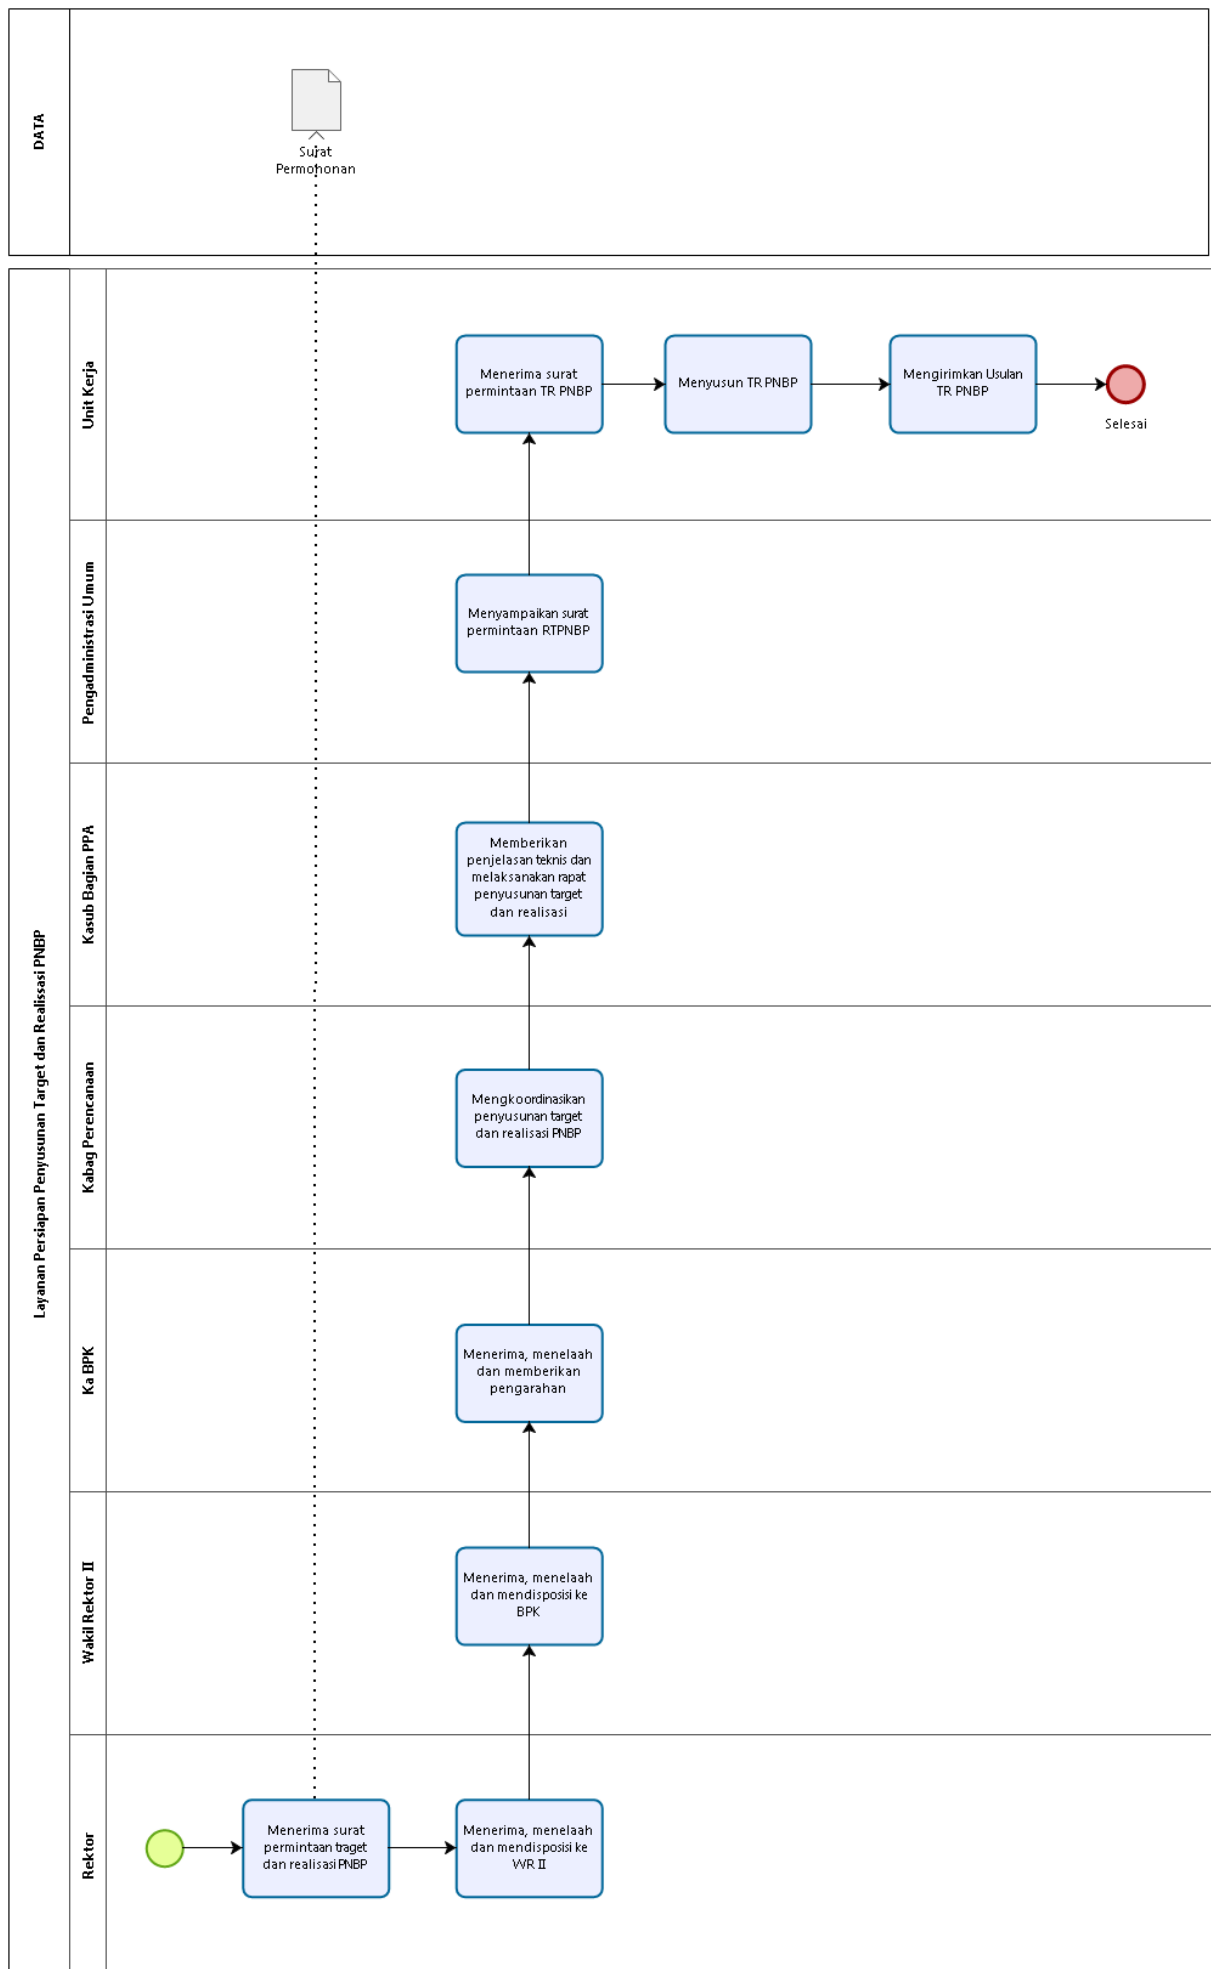 DATA
Surat
Permohonan
Layanan Persiapan Penyusunan Target dan Realissasi PNBP
Unit Kerja
Menerima surat
permintaan TR PNBP
Menyusun TR PNBP
Mengirimkan Usulan
TR PNBP
Selesai
Pengadministrasi Umum
Menyampaikan surat
permintaan RTPNBP
Kasub Bagian PPA
Memberikan
penjelasan teknis dan
melaksanakan rapat
penyusunan target
dan realisasi
Kabag Perencanaan
Mengkoordinasikan
penyusunan target
dan realisasi PNBP
Ka BPK
Menerima, menelaah
dan memberikan
pengarahan
Wakil Rektor II
Menerima, menelaah
dan mendisposisi ke
BPK
Rektor
Menerima surat
permintaan traget
dan realisasi PNBP
Menerima, menelaah
dan mendisposisi ke
WR II